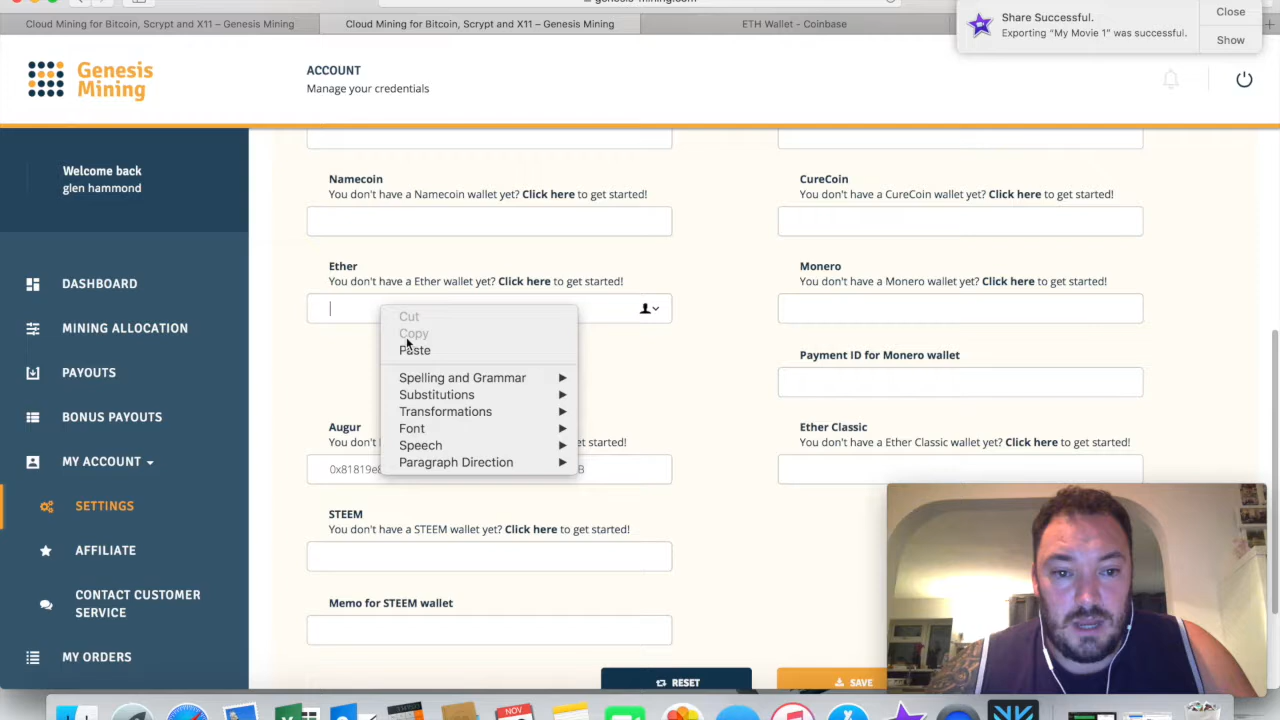 genesis-mining.com
Cloud Mining for Bitcoin, Scrypt and X11 – Genesis Mining
Cloud Mining for Bitcoin, Scrypt and X11 – Genesis Mining
ETH Wallet - Coinbase
Share Successful.
Exporting “My Movie 1” was successful.
Close
Show
Genesis
Mining
ACCOUNT
Manage your credentials
Welcome back
glen hammond
DASHBOARD
MINING ALLOCATION
PAYOUTS
BONUS PAYOUTS
MY ACCOUNT
SETTINGS
AFFILIATE
CONTACT CUSTOMER
SERVICE
MY ORDERS
Namecoin
You don't have a Namecoin wallet yet? Click here to get started!
CureCoin
You don't have a CureCoin wallet yet? Click here to get started!
Ether
You don't have a Ether wallet yet? Click here to get started!
Monero
You don't have a Monero wallet yet? Click here to get started!
Cut
Copy
Paste
Spelling and Grammar
Substitutions
Transformations
Font
Speech
Paragraph Direction
Payment ID for Monero wallet
Augur
You don't get started!
Ether Classic
You don't have a Ether Classic wallet yet? Click here to get started!
STEEM
You don't have a STEEM wallet yet? Click here to get started!
Memo for STEEM wallet
RESET
SAVE
NOV